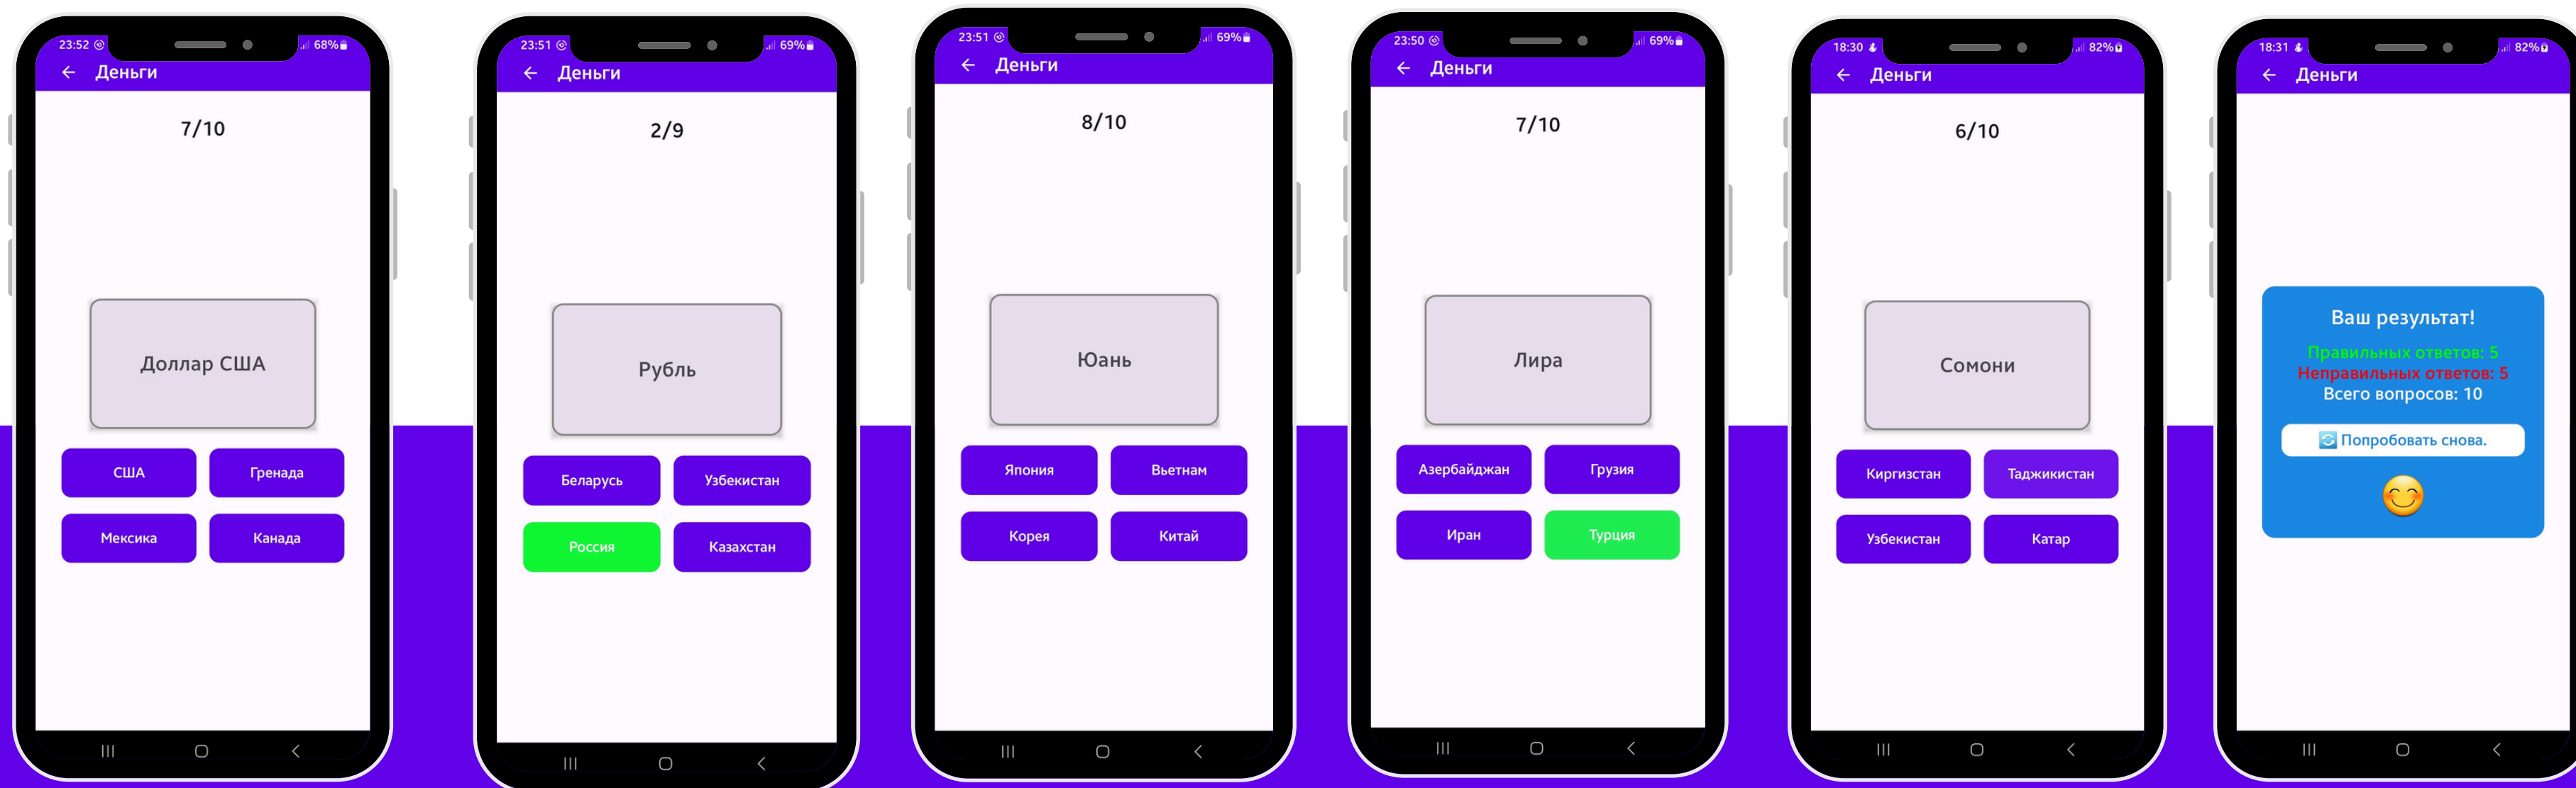 23:52 68%
Деньги
7/10
Доллар США
США Гренада
Мексика Канада
23:51 69%
Деньги
2/9
Рубль
Беларусь Узбекистан
Россия Казахстан
23:51 69%
Деньги
8/10
Юань
Япония Вьетнам
Корея Китай
23:50 69%
Деньги
7/10
Лира
Азербайджан Грузия
Иран Турция
18:30 82%
Деньги
6/10
Сомони
Киргизстан Таджикистан
Узбекистан Катар
18:31 82%
Деньги
Ваш результат!
Правильных ответов: 5
Неправильных ответов: 5
Всего вопросов: 10
Попробовать снова.